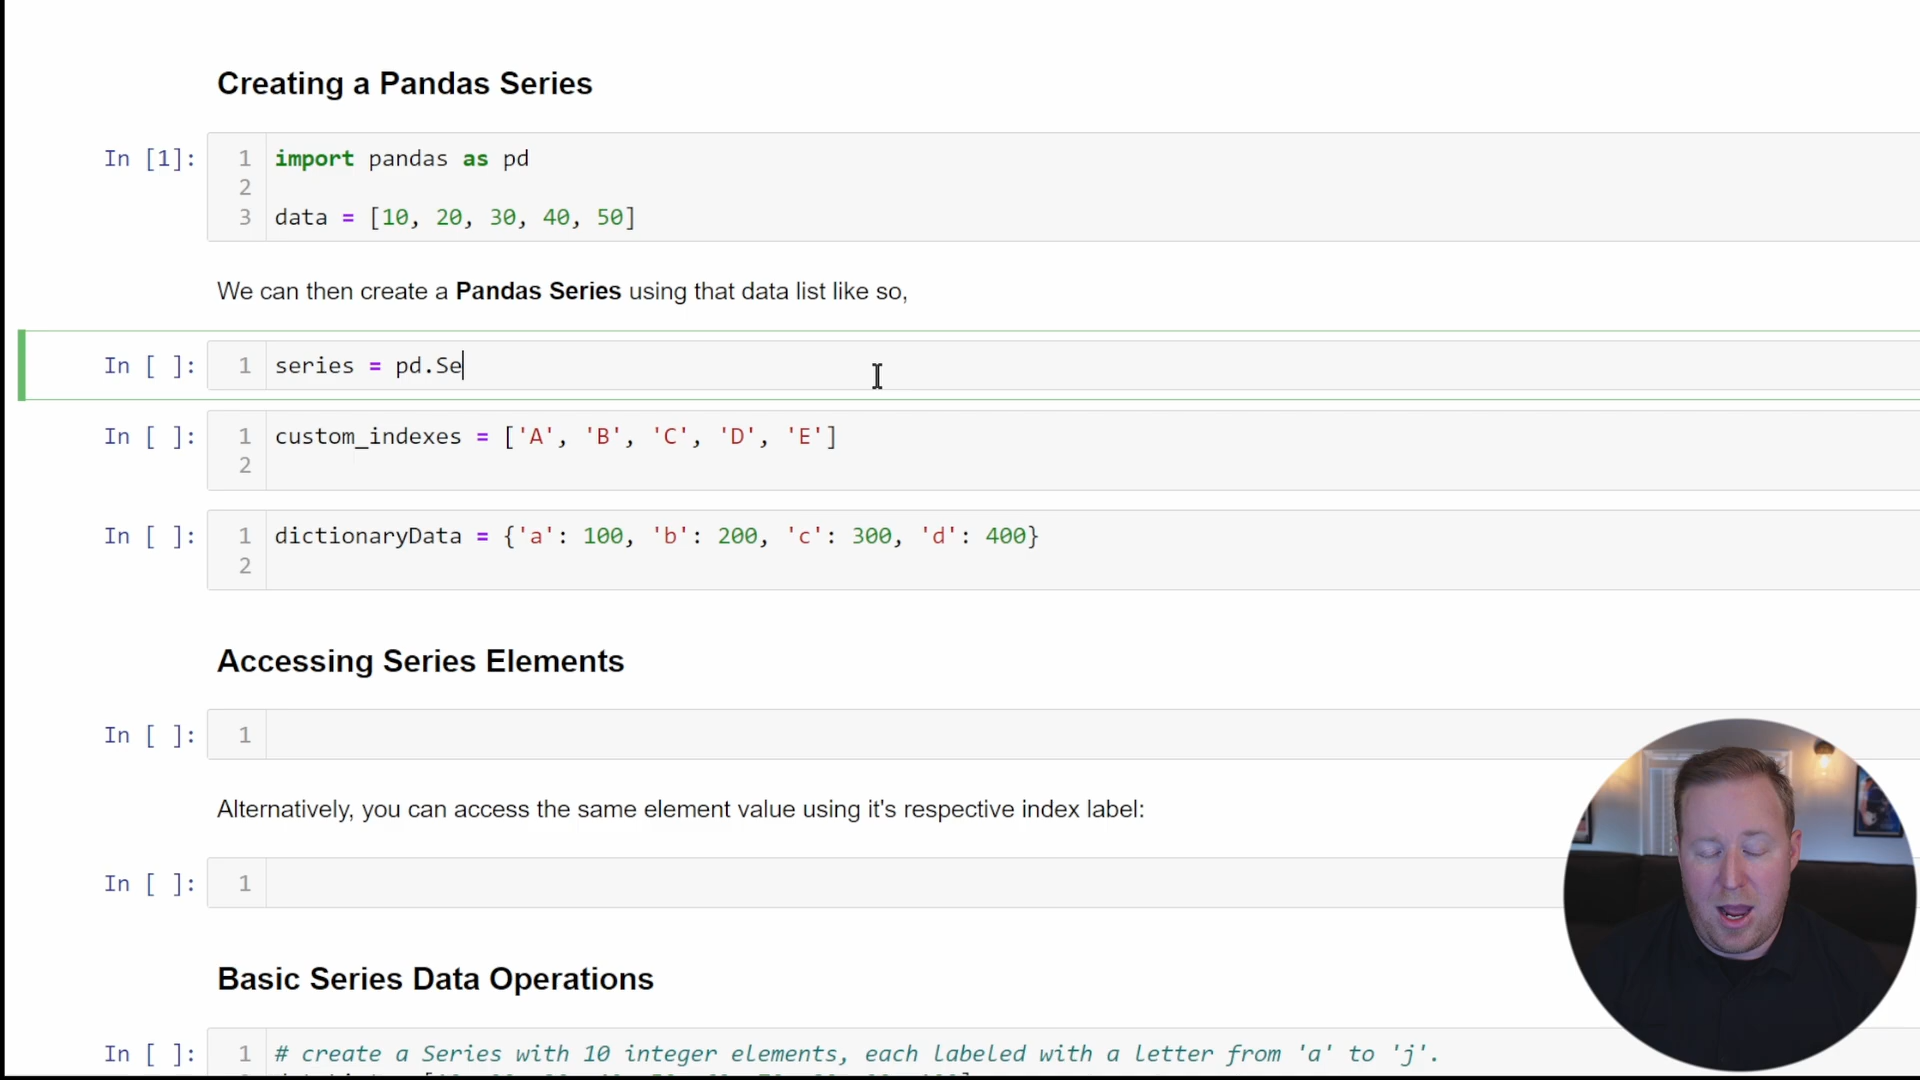 Creating a Pandas Series
In [1]: 1 import pandas as pd
2
3 data = [10, 20, 30, 40, 50]
We can then create a Pandas Series using that data list like so,
In [ ]: 1 series = pd.Se
In [ ]: 1 custom_indexes = ['A', 'B', 'C', 'D', 'E']
2
In [ ]: 1 dictionaryData = {'a': 100, 'b': 200, 'c': 300, 'd': 400}
2
Accessing Series Elements
In [ ]: 1
Alternatively, you can access the same element value using it's respective index label:
In [ ]: 1
Basic Series Data Operations
In [ ]: 1 # create a Series with 10 integer elements, each labeled with a letter from 'a' to 'j'.